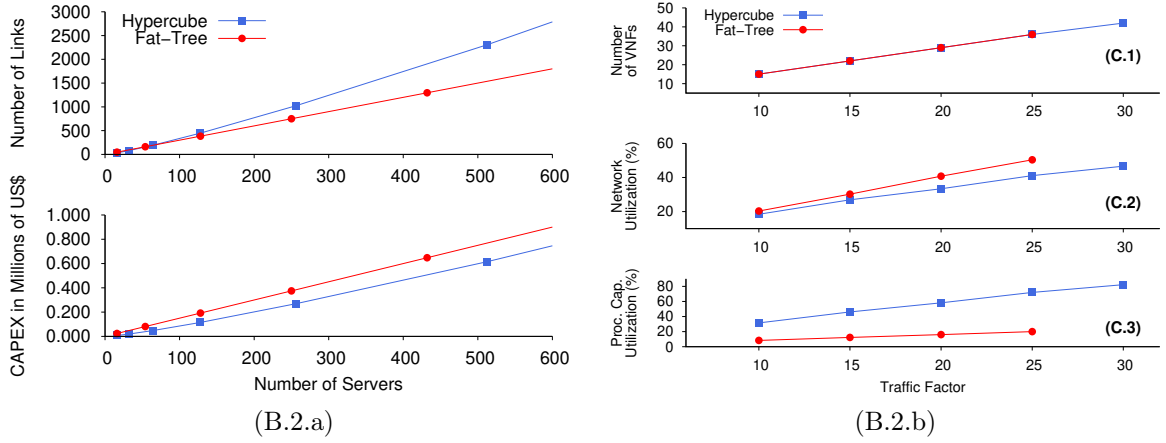 Number of Links
3000
2500
2000
1500
1000
500
0
Hypercube
Fat-Tree
0 100 200 300 400 500 600
CAPEX in Millions of US$
1.000
0.800
0.600
0.400
0.200
0.000
0 100 200 300 400 500 600
Number of Servers
(B.2.a)
Number
of VNFs
50
40
30
20
10
Hypercube
Fat-Tree
(C.1)
10 15 20 25 30
Network
Utilization (%)
60
40
20
(C.2)
10 15 20 25 30
Proc. Cap.
Utilization (%)
80
60
40
20
0
(C.3)
10 15 20 25 30
Traffic Factor
(B.2.b)